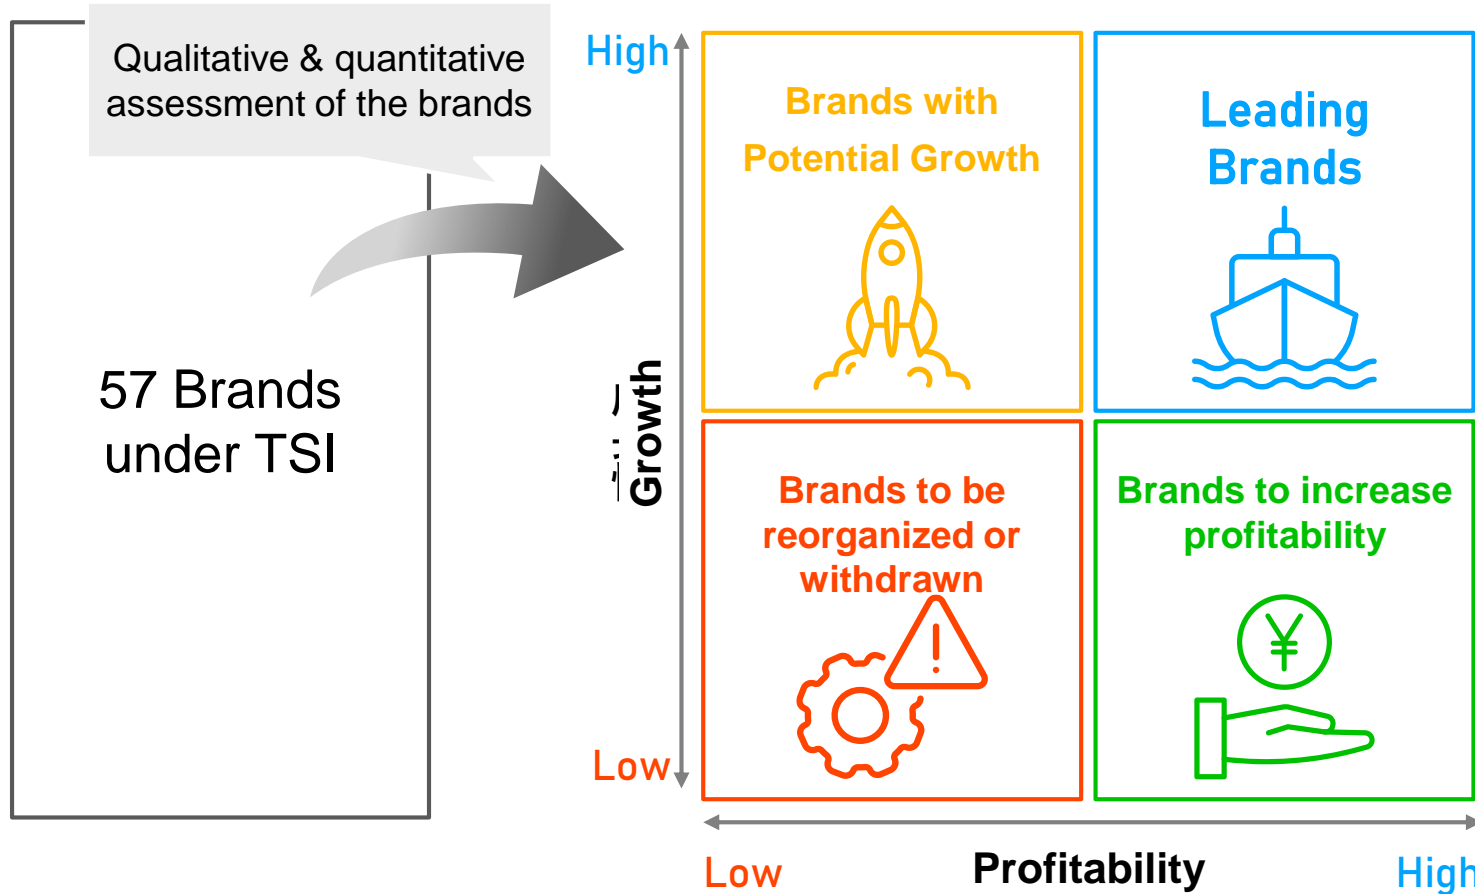 Qualitative & quantitative
assessment of the brands
57 Brands
under TSI
High
Growth
Low
Brands with
Potential Growth
Leading
Brands
Brands to be
reorganized or
withdrawn
Brands to increase
profitability
¥
Low
Profitability
High